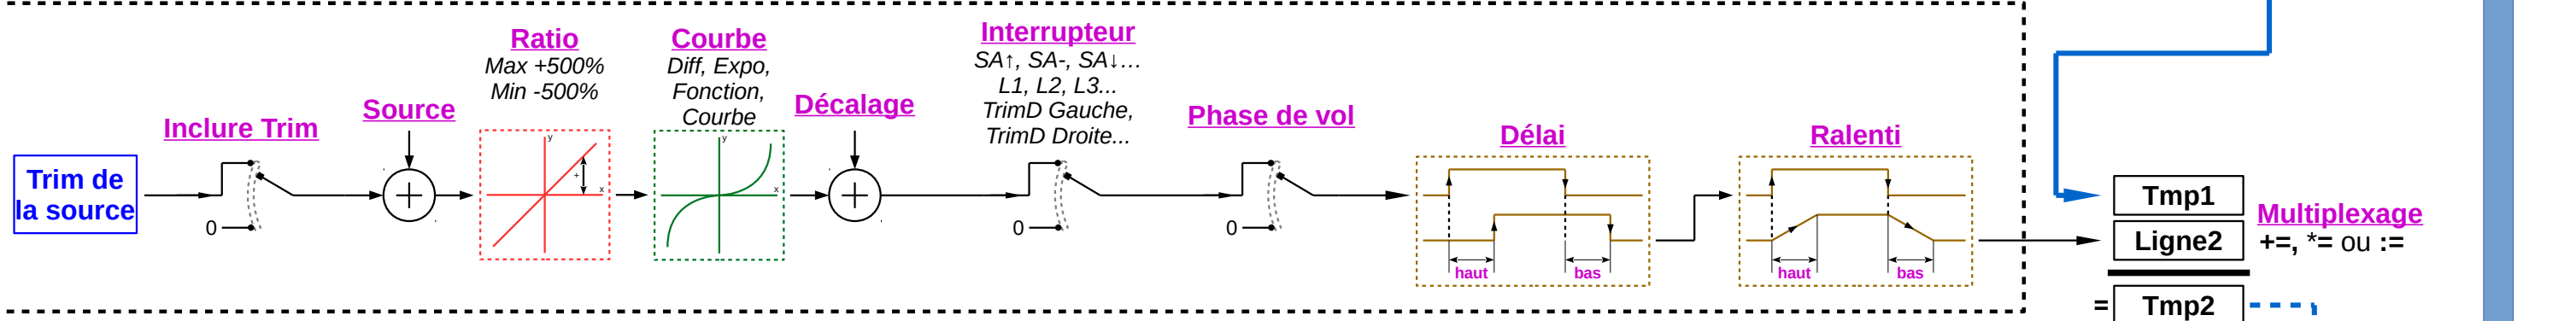 Trim de
la source
Inclure Trim
0
Source
Ratio
Max +500%
Min -500%
y
x
+
Courbe
Diff, Expo,
Fonction,
Courbe
y
x
Décalage
Interrupteur
SA↑, SA-, SA↓...
L1, L2, L3...
TrimD Gauche,
TrimD Droite...
0
Phase de vol
0
Délai
haut
bas
Ralenti
haut
bas
Tmp1
Ligne2
Multiplexage
+=, *= ou :=
= Tmp2